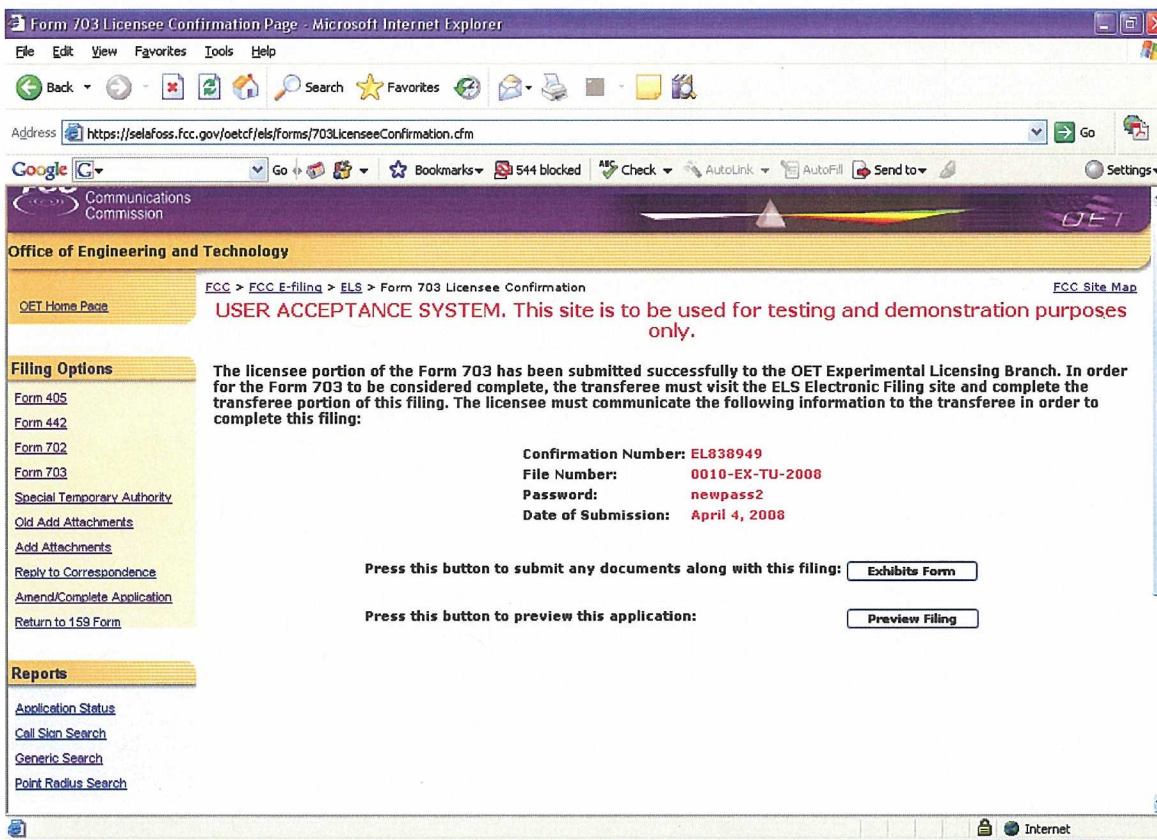 Form 703 Licensee Confirmation Page - Microsoft Internet Explorer
File Edit View Favorites Tools Help
Back Search Favorites
Address https://selafoss.fcc.gov/oetcf/els/forms/703LicenseeConfirmation.cfm Go
Google G Go Bookmarks 544 blocked ABC Check AutoLink AutoFill Send to Settings
Communications
Commission
OET
Office of Engineering and Technology
OET Home Page
FCC > FCC E-filing > ELS > Form 703 Licensee Confirmation FCC Site Map
USER ACCEPTANCE SYSTEM. This site is to be used for testing and demonstration purposes
only.
Filing Options
Form 405
Form 442
Form 702
Form 703
Special Temporary Authority
Old Add Attachments
Add Attachments
Reply to Correspondence
Amend/Complete Application
Return to 159 Form
Reports
Application Status
Call Sign Search
Generic Search
Point Radius Search
The licensee portion of the Form 703 has been submitted successfully to the OET Experimental Licensing Branch. In order
for the Form 703 to be considered complete, the transferee must visit the ELS Electronic Filing site and complete the
transferee portion of this filing. The licensee must communicate the following information to the transferee in order to
complete this filing:
Confirmation Number: EL838949
File Number: 0010-EX-TU-2008
Password: newpass2
Date of Submission: April 4, 2008
Press this button to submit any documents along with this filing: Exhibits Form
Press this button to preview this application: Preview Filing
Internet